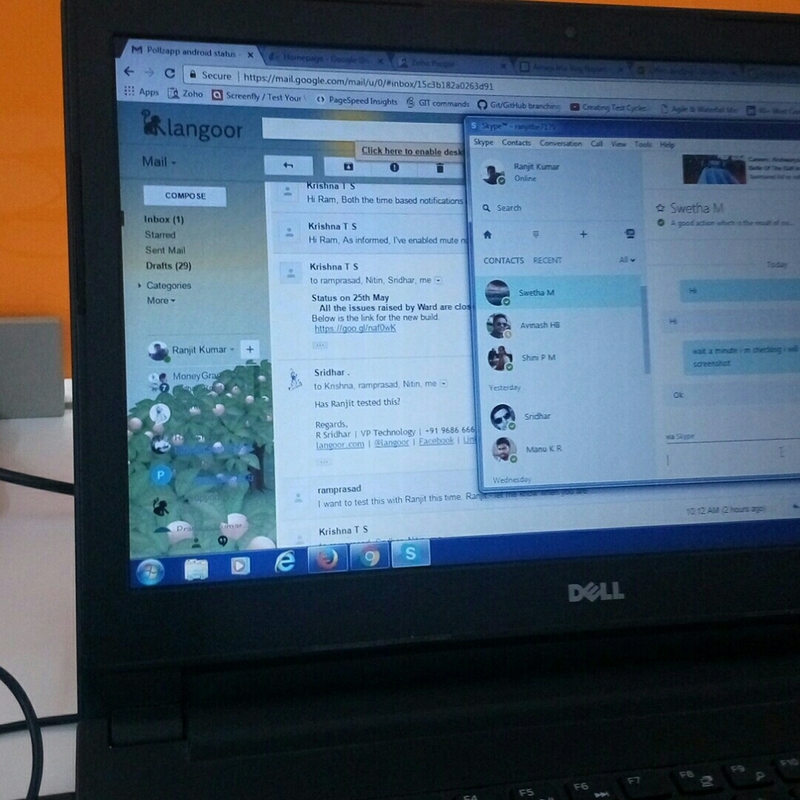 Pollzapp android status
Secure | https://mail.google.com/mail/u/0/#inbox/15c3b182a0263d91
Apps Zoho Screenfly / Test Your PageSpeed Insights GIT commands Git/GitHub branching Creating Test Cycle
langoor
Click here to enable desk
Mail
COMPOSE
Inbox (1)
Starred
Sent Mail
Drafts (29)
Categories
More
Ranjit Kumar
Krishna T S
Hi Ram, Both the time based notifications
Krishna T S
Hi Ram, As informed, I've enabled mute n
Krishna T S
to ramprasad, Nitin, Sridhar, me
Status on 25th May
All the issues raised by Ward are clos
Below is the link for the new build.
https://goo.gl/naf0wK
Sridhar .
to Krishna, ramprasad, Nitin, me
Has Ranjit tested this?
Regards,
R Sridhar | VP Technology | +91 9686 666
langoor.com | @langoor | Facebook | Lin
ramprasad
I want to test this with Ranjit this time.
Krishna T S
10:12 AM (2 hours ago)
Skype™
Skype Contacts Conversation Call View Tools Help
Ranjit Kumar
Online
Search
CONTACTS RECENT All
Swetha M
Avinash HB
Shini P M
Yesterday
Sridhar
Manu K R
Wednesday
Swetha M
A good action which is the result of
Today
Hi
Hi
wait a minute i m checking i will
screenshot
Ok
via Skype
DELL
F4 F5 F6 F7 F8 F9 F10